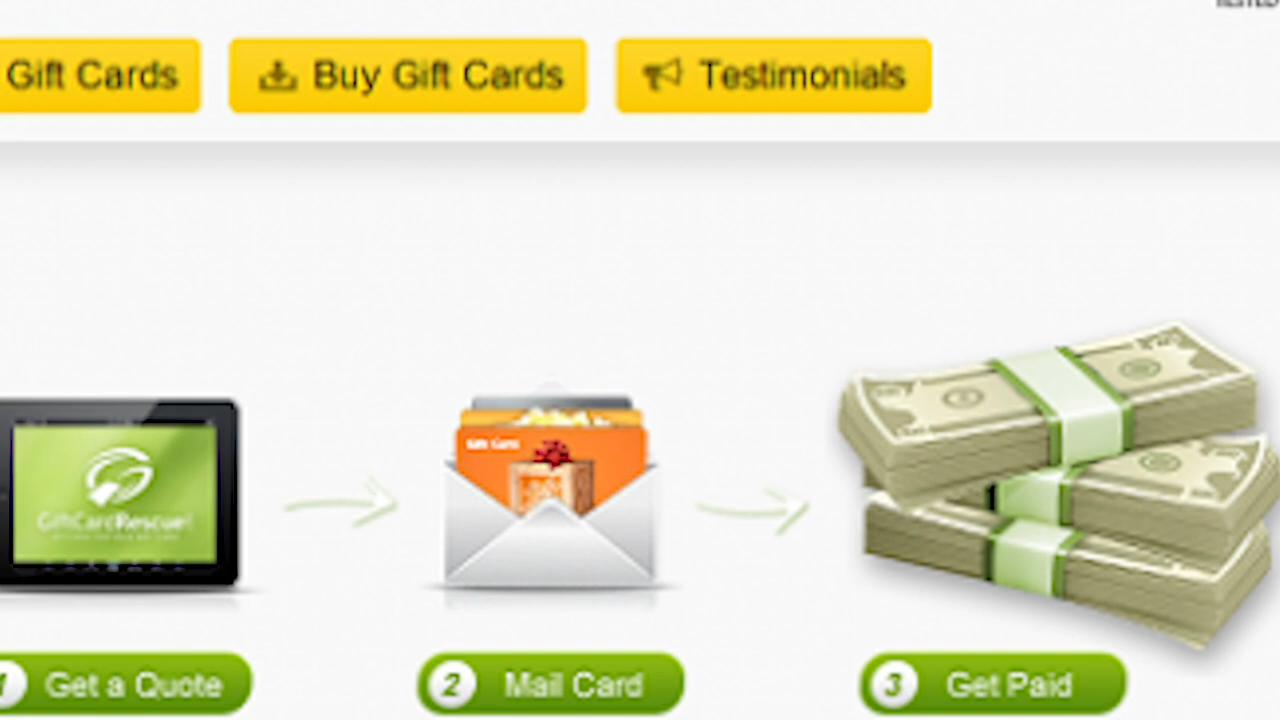 Gift Cards
Buy Gift Cards
Testimonials
Gift Card
GiftCardRescue!
1 Get a Quote
2 Mail Card
3 Get Paid